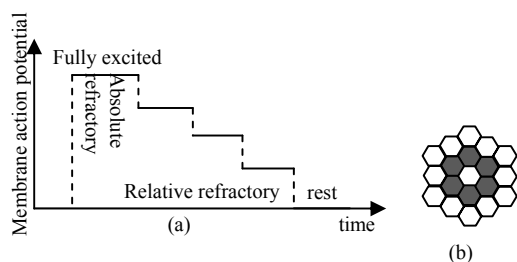 Membrane action potential
Fully excited
Absolute
refractory
Relative refractory
rest
time
(a)
(b)